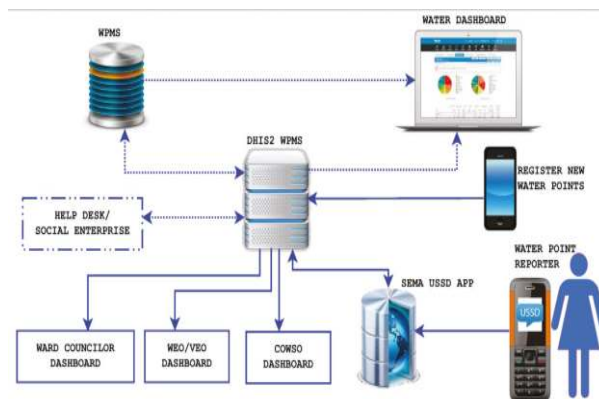 WPMS
WATER DASHBOARD
DHIS2 WPMS
REGISTER NEW
WATER POINTS
HELP DESK/
SOCIAL ENTERPRISE
WATER POINT
REPORTER
SEMA USSD APP
USSD
WARD COUNCILOR
DASHBOARD
WEO/VEO
DASHBOARD
COWSO
DASHBOARD